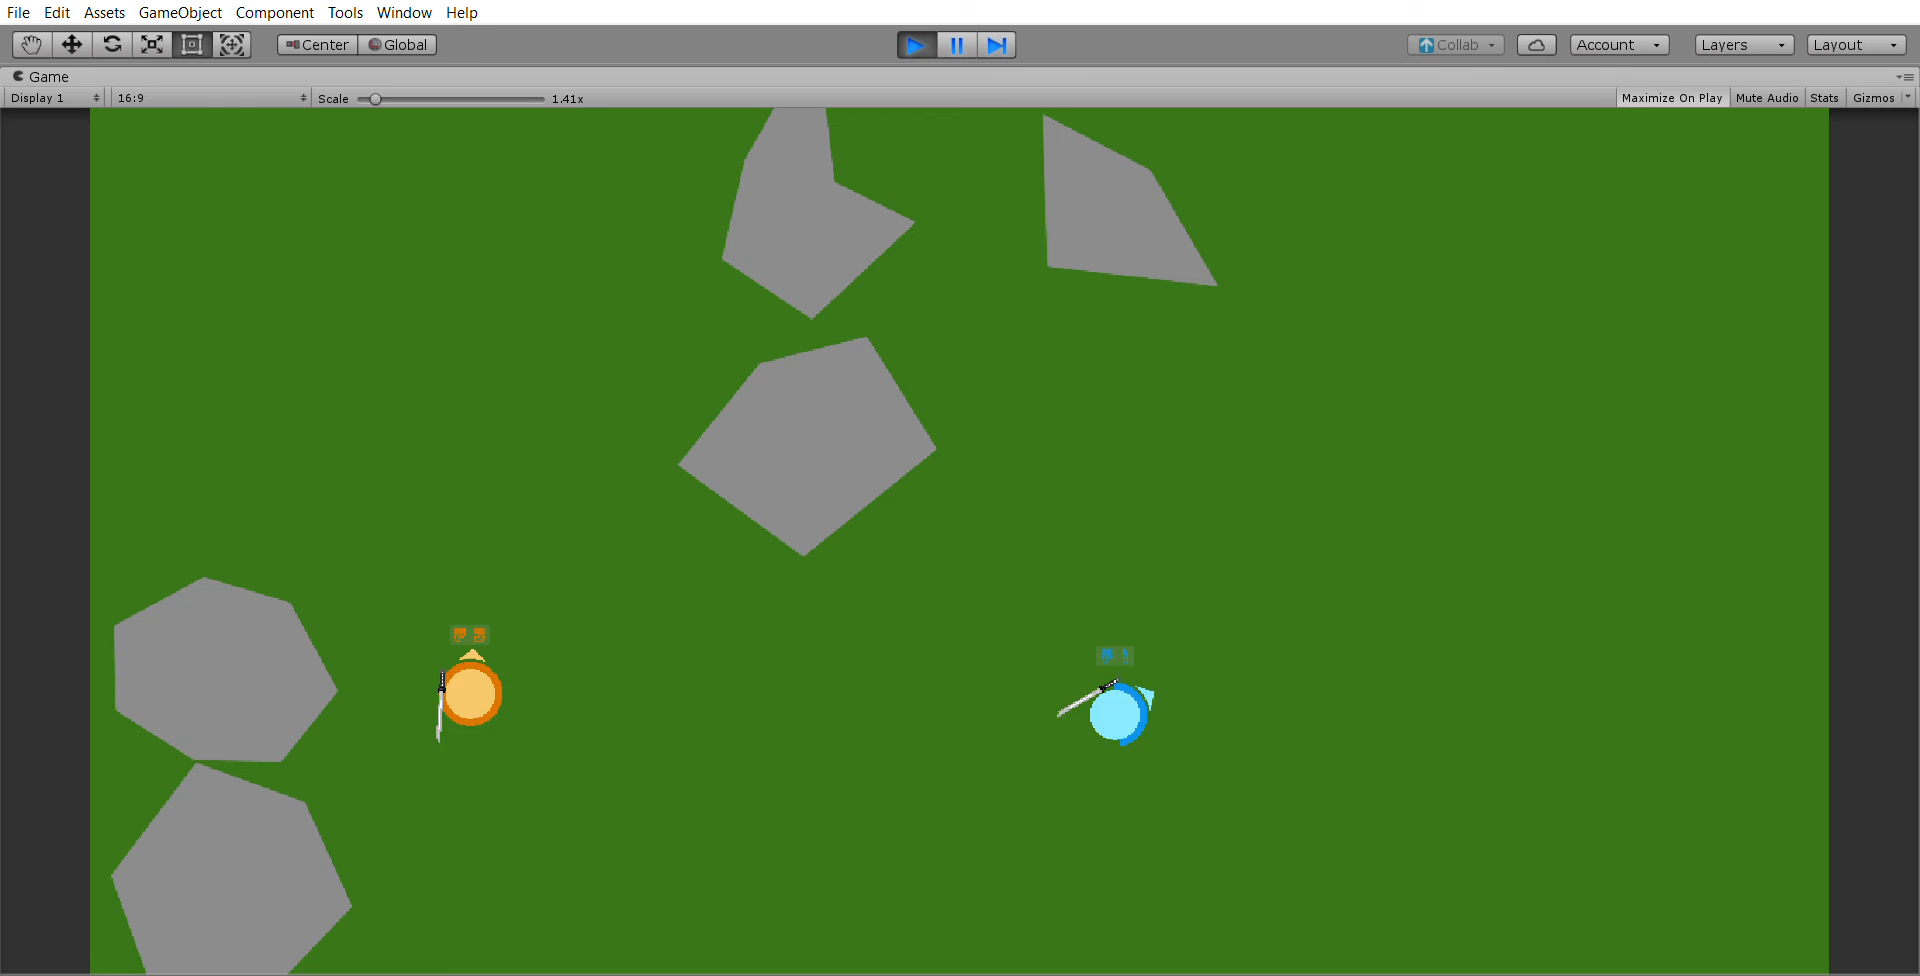 File Edit Assets GameObject Component Tools Window Help
Center Global Collab Account Layers Layout
Game
Display 1 16:9 Scale 1.41x Maximize On Play Mute Audio Stats Gizmos